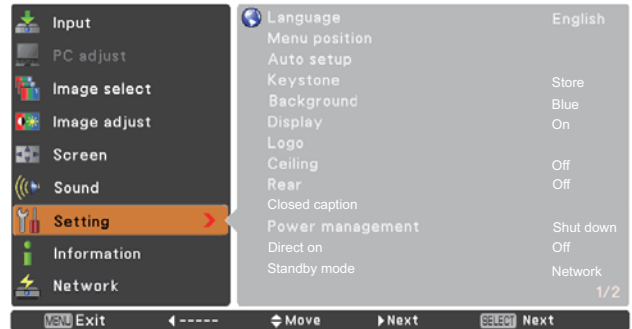 Input
PC adjust
Image select
Image adjust
Screen
Sound
Setting
Information
Network
Language English
Menu position
Auto setup
Keystone Store
Background Blue
Display On
Logo
Ceiling Off
Rear Off
Closed caption
Power management Shut down
Direct on Off
Standby mode Network
1/2
MENU Exit ----- Move Next SELECT Next